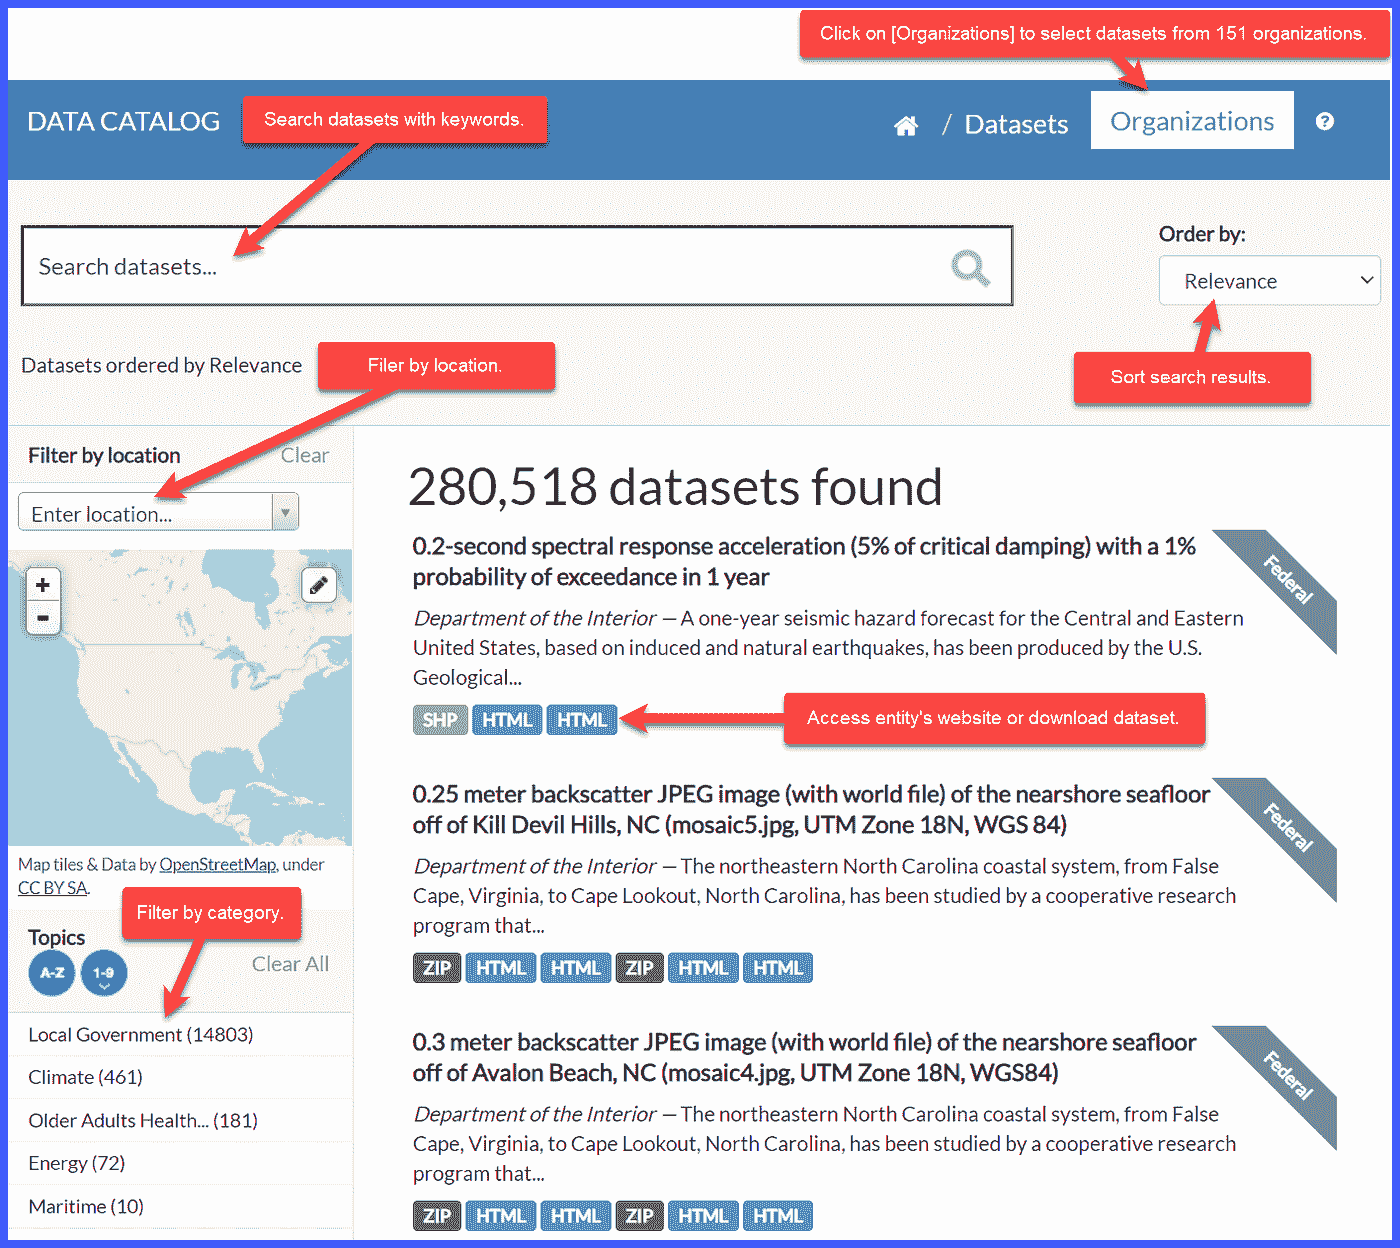 Click on [Organizations] to select datasets from 151 organizations.
DATA CATALOG
Search datasets with keywords.
/ Datasets
Organizations
?
Search datasets...
Order by:
Relevance
Datasets ordered by Relevance
Filer by location.
Sort search results.
Filter by location
Clear
Enter location...
+
-
Map tiles & Data by OpenStreetMap, under
CC BY SA.
Filter by category.
Topics
A-Z
1-9
Clear All
Local Government (14803)
Climate (461)
Older Adults Health... (181)
Energy (72)
Maritime (10)
280,518 datasets found
0.2-second spectral response acceleration (5% of critical damping) with a 1%
probability of exceedance in 1 year
Federal
Department of the Interior — A one-year seismic hazard forecast for the Central and Eastern
United States, based on induced and natural earthquakes, has been produced by the U.S.
Geological...
SHP HTML HTML
Access entity's website or download dataset.
0.25 meter backscatter JPEG image (with world file) of the nearshore seafloor
off of Kill Devil Hills, NC (mosaic5.jpg, UTM Zone 18N, WGS 84)
Federal
Department of the Interior — The northeastern North Carolina coastal system, from False
Cape, Virginia, to Cape Lookout, North Carolina, has been studied by a cooperative research
program that...
ZIP HTML HTML ZIP HTML HTML
0.3 meter backscatter JPEG image (with world file) of the nearshore seafloor
off of Avalon Beach, NC (mosaic4.jpg, UTM Zone 18N, WGS84)
Federal
Department of the Interior — The northeastern North Carolina coastal system, from False
Cape, Virginia, to Cape Lookout, North Carolina, has been studied by a cooperative research
program that...
ZIP HTML HTML ZIP HTML HTML